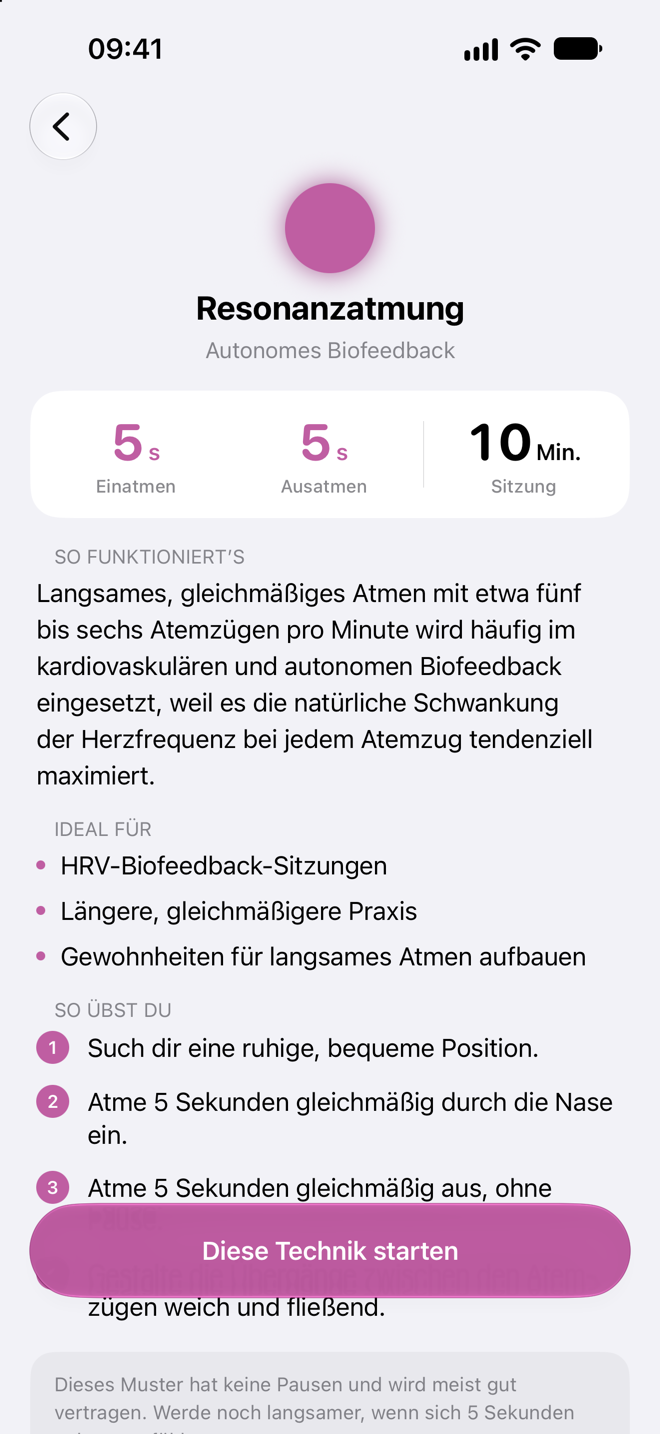 09:41
Resonanzatmung
Autonomes Biofeedback
5 s
Einatmen
5 s
Ausatmen
10 Min.
Sitzung
SO FUNKTIONIERT’S
Langsames, gleichmäßiges Atmen mit etwa fünf
bis sechs Atemzügen pro Minute wird häufig im
kardiovaskulären und autonomen Biofeedback
eingesetzt, weil es die natürliche Schwankung
der Herzfrequenz bei jedem Atemzug tendenziell
maximiert.
IDEAL FÜR
• HRV-Biofeedback-Sitzungen
• Längere, gleichmäßigere Praxis
• Gewohnheiten für langsames Atmen aufbauen
SO ÜBST DU
1 Such dir eine ruhige, bequeme Position.
2 Atme 5 Sekunden gleichmäßig durch die Nase
ein.
3 Atme 5 Sekunden gleichmäßig aus, ohne
Diese Technik starten
zügen weich und fließend.
Dieses Muster hat keine Pausen und wird meist gut
vertragen. Werde noch langsamer, wenn sich 5 Sekunden